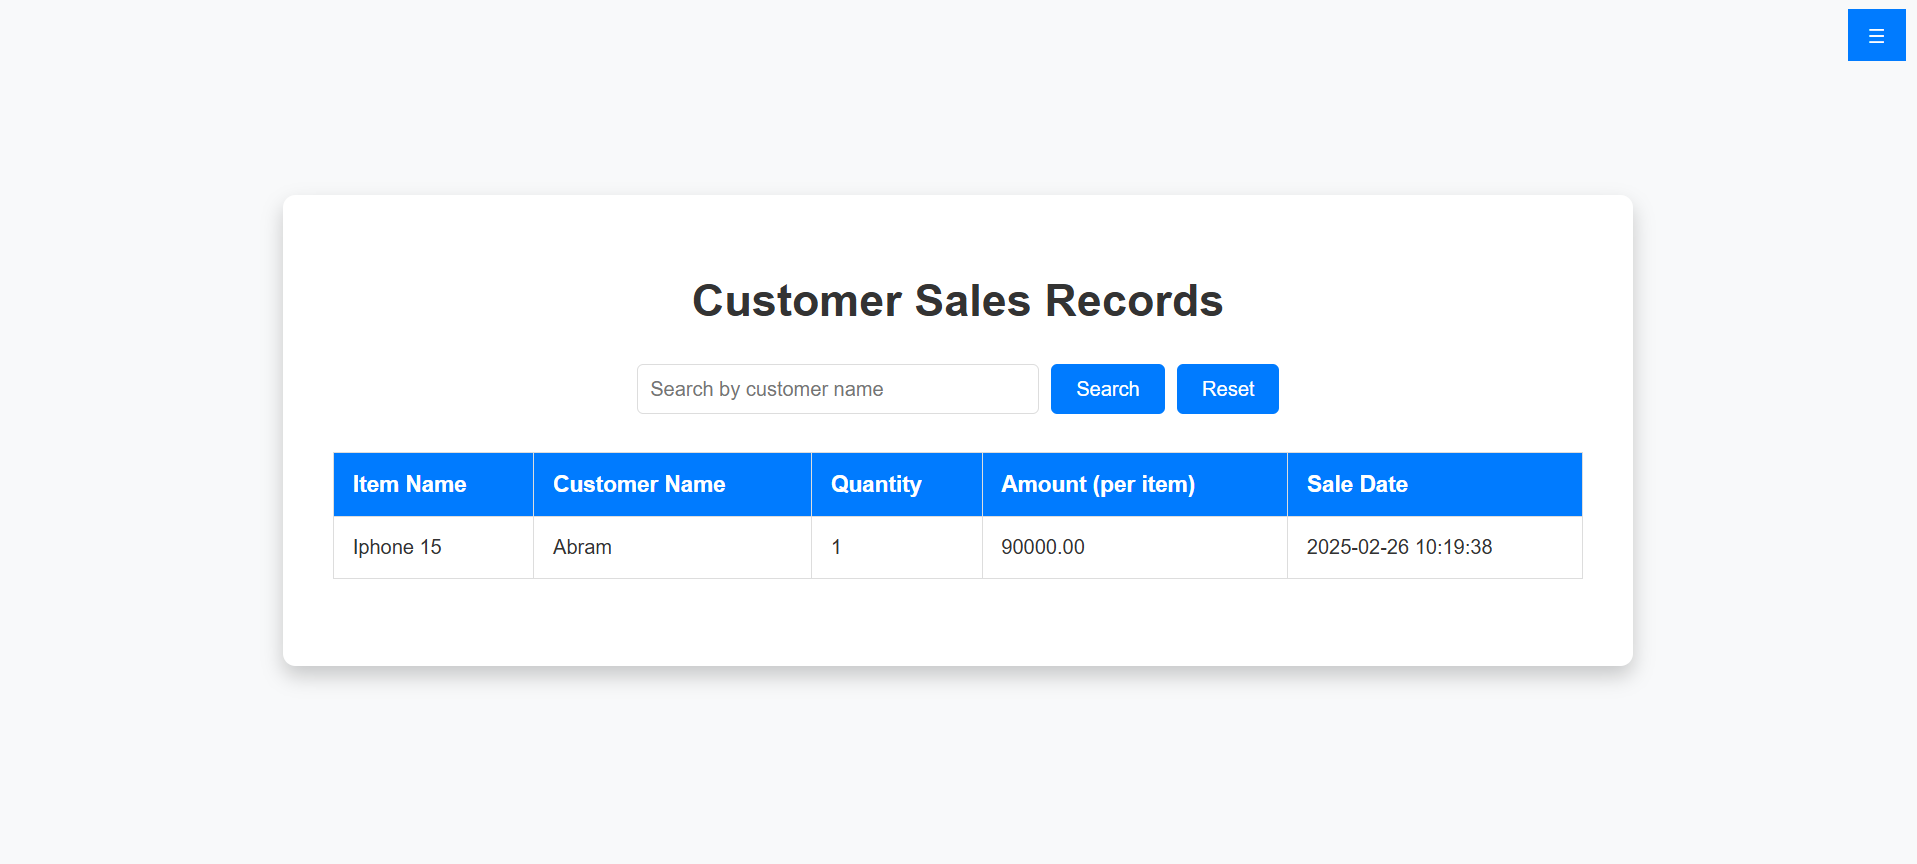 ☰
Customer Sales Records
Search by customer name Search Reset
Item Name Customer Name Quantity Amount (per item) Sale Date
Iphone 15 Abram 1 90000.00 2025-02-26 10:19:38